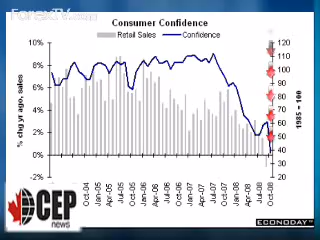 ForexTV.com
Consumer Confidence
Retail Sales
Confidence
10%
8%
6%
4%
2%
0%
-2%
% chg yr ago, sales
120
110
100
90
80
70
60
50
40
30
20
1985 = 100
Oct-04
Jan-05
Apr-05
Jul-05
Oct-05
Jan-06
Apr-06
Jul-06
Oct-06
Jan-07
Apr-07
Jul-07
Oct-07
Jan-08
Apr-08
Jul-08
Oct-08
CEP
news
ECONODAY